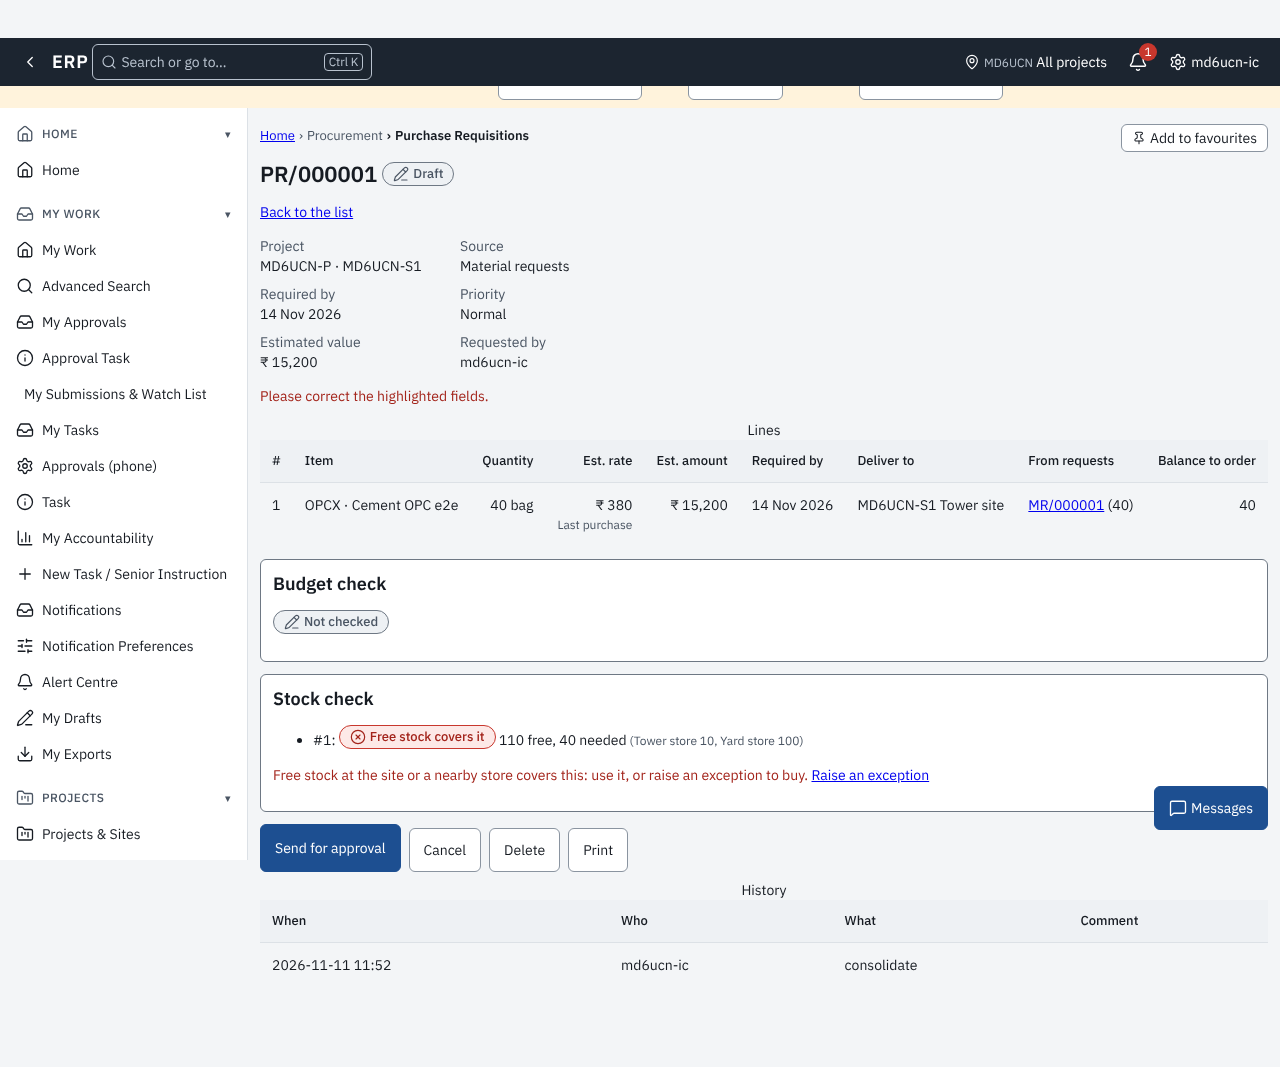 ERP
Search or go to...
Ctrl K
MD6UCN All projects
1
md6ucn-ic
HOME
Home
MY WORK
My Work
Advanced Search
My Approvals
Approval Task
My Submissions & Watch List
My Tasks
Approvals (phone)
Task
My Accountability
New Task / Senior Instruction
Notifications
Notification Preferences
Alert Centre
My Drafts
My Exports
PROJECTS
Projects & Sites
Home › Procurement › Purchase Requisitions
Add to favourites
PR/000001 Draft
Back to the list
Project Source
MD6UCN-P · MD6UCN-S1 Material requests
Required by Priority
14 Nov 2026 Normal
Estimated value Requested by
₹ 15,200 md6ucn-ic
Please correct the highlighted fields.
Lines
# Item Quantity Est. rate Est. amount Required by Deliver to From requests Balance to order
1 OPCX · Cement OPC e2e 40 bag ₹ 380 ₹ 15,200 14 Nov 2026 MD6UCN-S1 Tower site MR/000001 (40) 40
Last purchase
Budget check
Not checked
Stock check
#1: Free stock covers it 110 free, 40 needed (Tower store 10, Yard store 100)
Free stock at the site or a nearby store covers this: use it, or raise an exception to buy. Raise an exception
Messages
Send for approval Cancel Delete Print
History
When Who What Comment
2026-11-11 11:52 md6ucn-ic consolidate